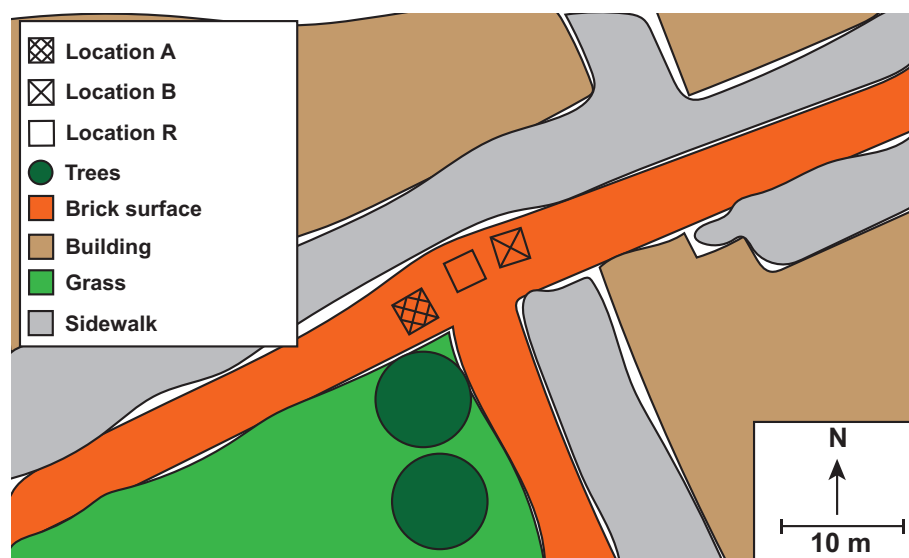 Location A
Location B
Location R
Trees
Brick surface
Building
Grass
Sidewalk
N
10 m